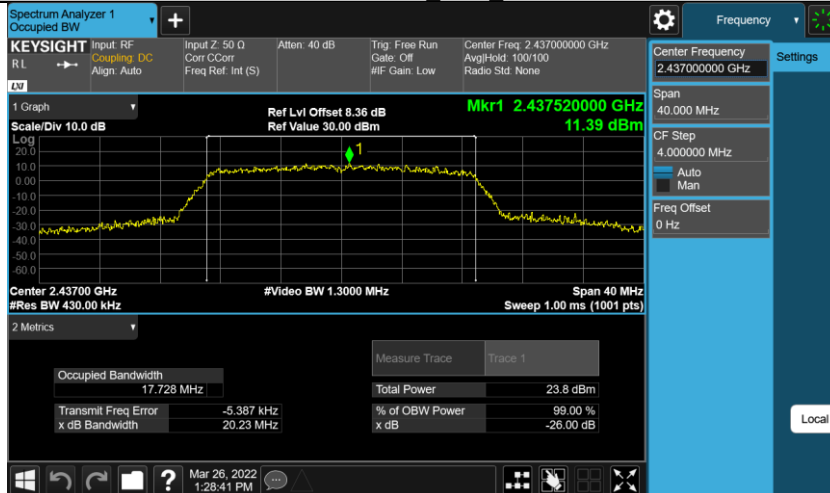 Spectrum Analyzer 1
Occupied BW
Frequency
KEYSIGHT
RL
LXI
Input: RF
Coupling: DC
Align: Auto
Input Z: 50 Ω
Corr CCorr
Freq Ref: Int (S)
Atten: 40 dB
Trig: Free Run
Gate: Off
#IF Gain: Low
Center Freq: 2.437000000 GHz
Avg|Hold: 100/100
Radio Std: None
1 Graph
Scale/Div 10.0 dB
Ref Lvl Offset 8.36 dB
Ref Value 30.00 dBm
Mkr1 2.437520000 GHz
11.39 dBm
Log
20.0
10.0
0.00
-10.0
-20.0
-30.0
-40.0
-50.0
-60.0
1
Center 2.43700 GHz
#Res BW 430.00 kHz
#Video BW 1.3000 MHz
Span 40 MHz
Sweep 1.00 ms (1001 pts)
2 Metrics
Measure Trace Trace 1
Occupied Bandwidth
17.728 MHz
Total Power 23.8 dBm
Transmit Freq Error -5.387 kHz
x dB Bandwidth 20.23 MHz
% of OBW Power 99.00 %
x dB -26.00 dB
Mar 26, 2022
1:28:41 PM
Center Frequency
2.437000000 GHz
Span
40.000 MHz
CF Step
4.000000 MHz
Auto
Man
Freq Offset
0 Hz
Settings
Local